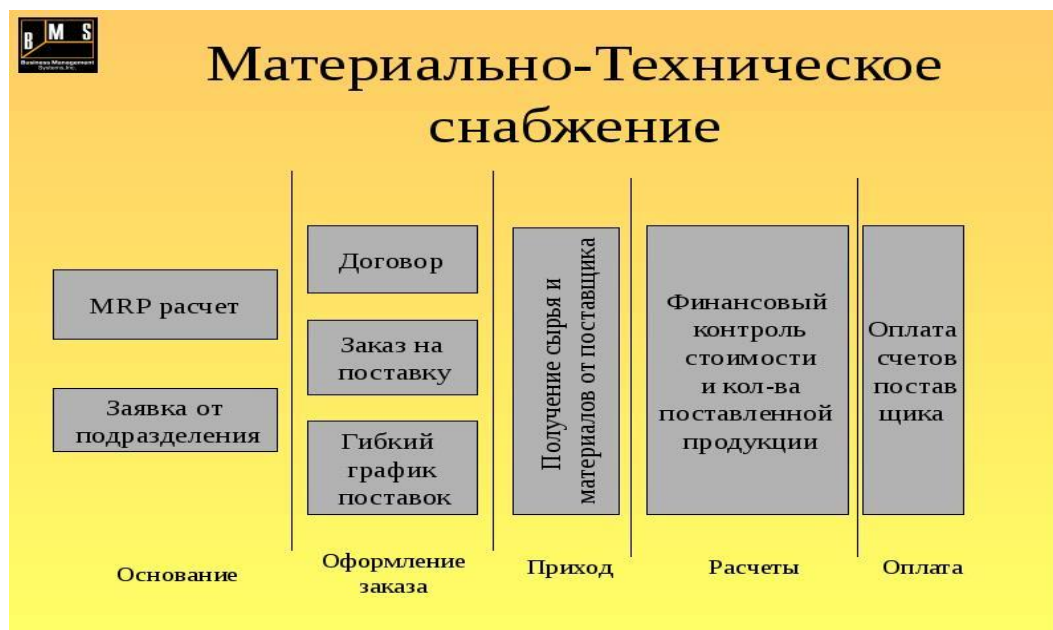 BMS
Business Management
Systems, Inc.
Материально-Техническое
снабжение
MRP расчет
Заявка от
подразделения
Основание
Договор
Заказ на
поставку
Гибкий
график
поставок
Оформление
заказа
Получение сырья и
материалов от поставщика
Приход
Финансовый
контроль
стоимости
и кол-ва
поставленной
продукции
Расчеты
Оплата
счетов
постав
щика
Оплата